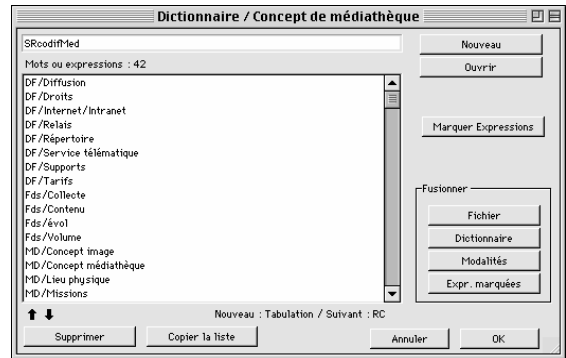 Dictionnaire / Concept de médiathèque
SRcodifMed
Nouveau
Mots ou expressions : 42
Ouvrir
DF/Diffusion
DF/Droits
DF/Internet/Intranet
DF/Relais
DF/Répertoire
DF/Service télématique
DF/Supports
DF/Tarifs
Fds/Collecte
Fds/Contenu
Fds/évol
Fds/Volume
MD/Concept image
MD/Concept médiathèque
MD/Lieu physique
MD/Missions
Marquer Expressions
Fusionner
Fichier
Dictionnaire
Modalités
Expr. marquées
Nouveau : Tabulation / Suivant : RC
Supprimer
Copier la liste
Annuler
OK